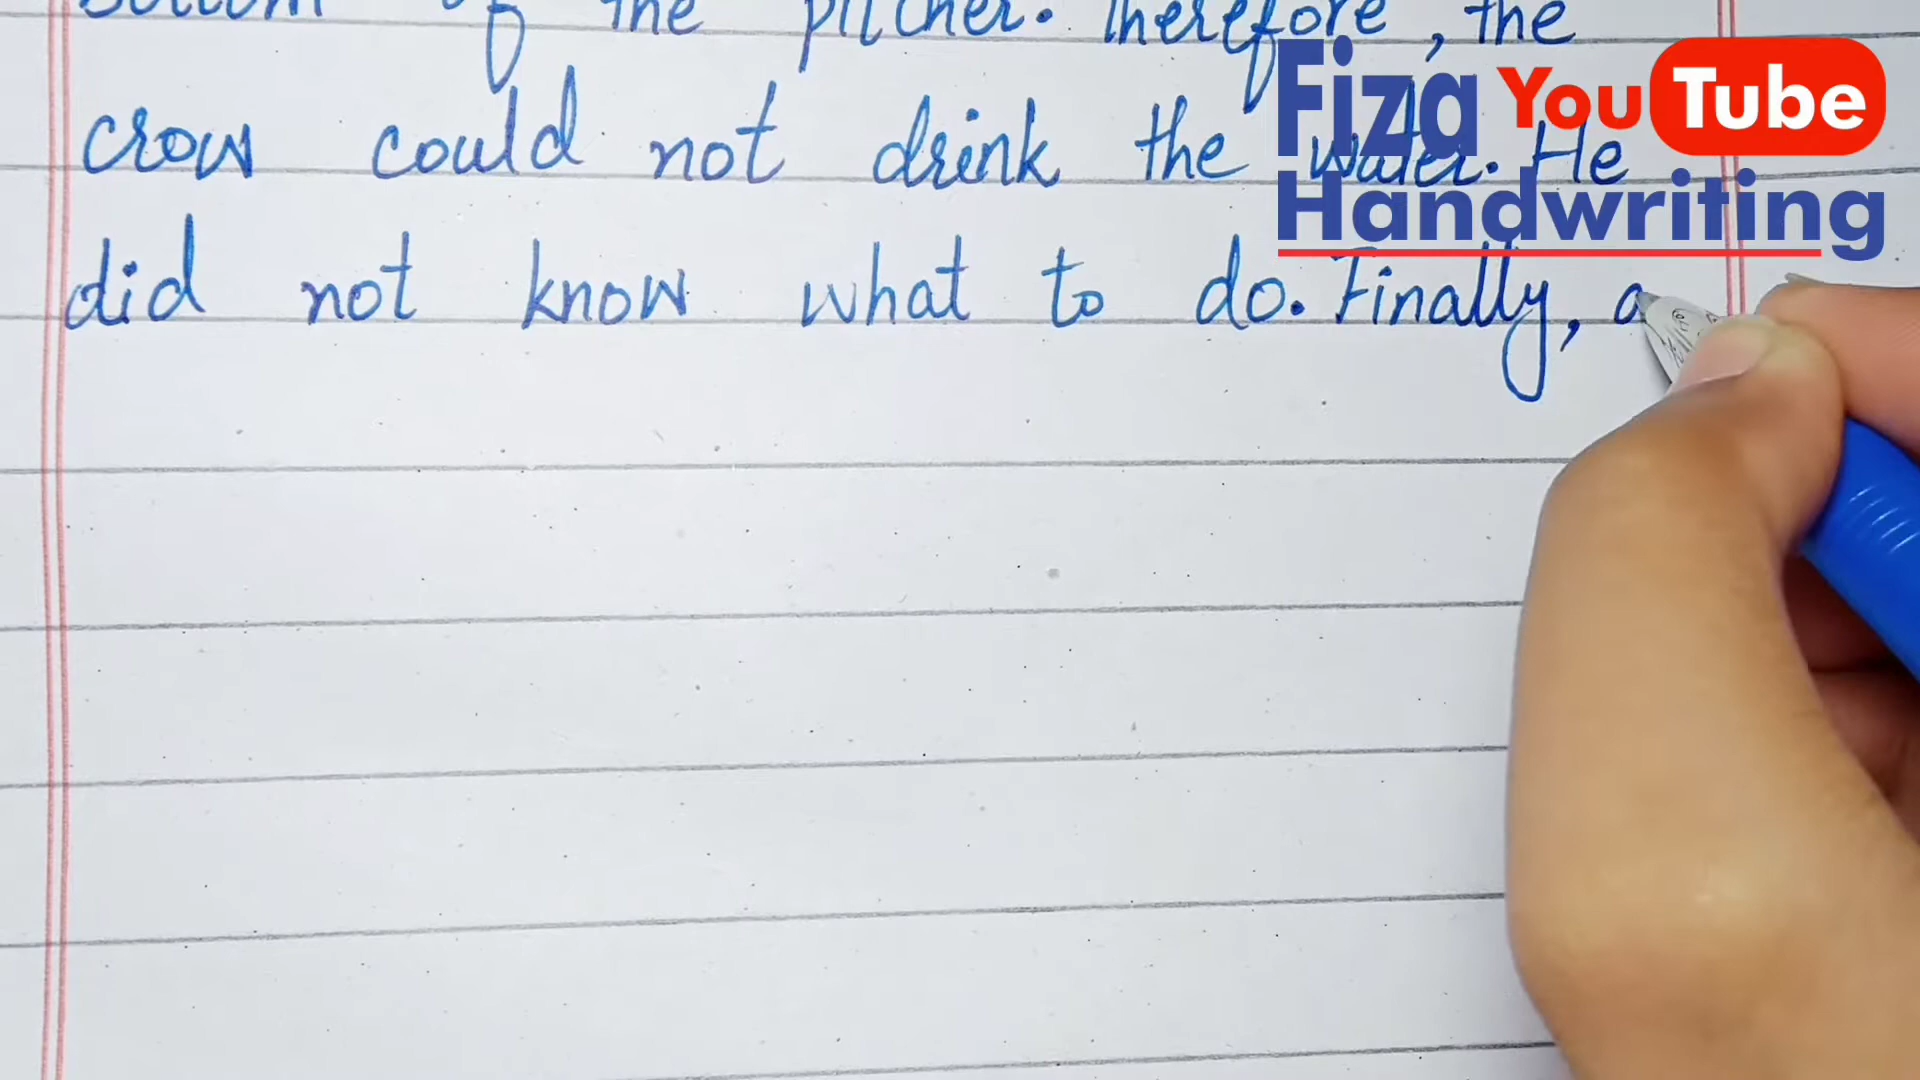 bottom of the pitcher. Therefore, the
Fiza YouTube
crow could not drink the water. He
Handwriting
did not know what to do. Finally, a